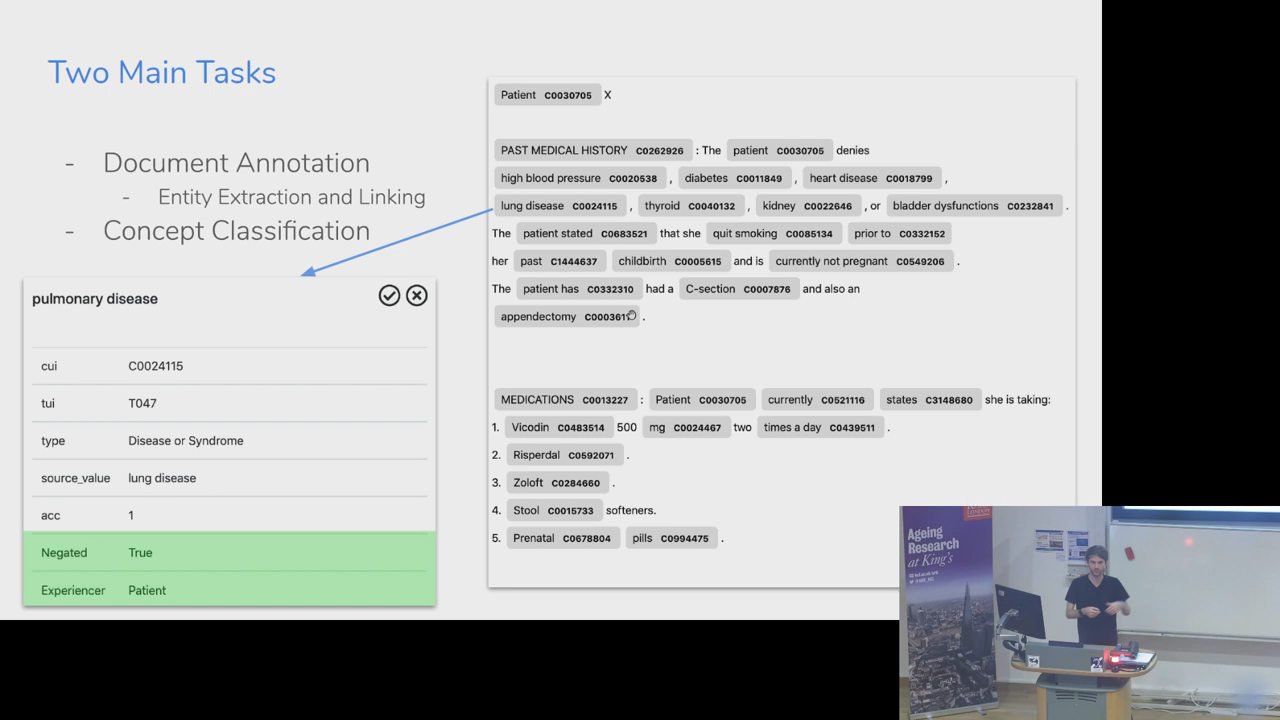 Two Main Tasks
- Document Annotation
- Entity Extraction and Linking
- Concept Classification
pulmonary disease
cui C0024115
tui T047
type Disease or Syndrome
source_value lung disease
acc 1
Negated True
Experiencer Patient
Patient C0030705 X
PAST MEDICAL HISTORY C0262926 : The patient C0030705 denies
high blood pressure C0020538 , diabetes C0011849 , heart disease C0018799 ,
lung disease C0024115 , thyroid C0040132 , kidney C0022646 , or bladder dysfunctions C0232841 .
The patient stated C0683521 that she quit smoking C0085134 prior to C0332152
her past C1444637 childbirth C0005615 and is currently not pregnant C0549206 .
The patient has C0332310 had a C-section C0007876 and also an
appendectomy .
MEDICATIONS C0013227 : Patient C0030705 currently C0521116 states C3148680 she is taking:
1. Vicodin C0483514 500 mg C0024467 two times a day C0439511 .
2. Risperdal C0592071 .
3. Zoloft C0284660 .
4. Stool C0015733 softeners.
5. Prenatal C0678804 pills C0994475 .
Ageing
Research
at King's